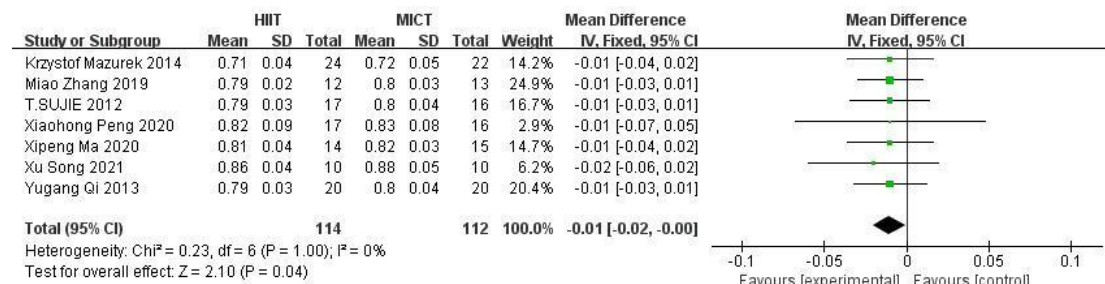 HIIT MICT Mean Difference Mean Difference
Study or Subgroup Mean SD Total Mean SD Total Weight IV, Fixed, 95% CI IV, Fixed, 95% CI
Krzystof Mazurek 2014 0.71 0.04 24 0.72 0.05 22 14.2% -0.01 [-0.04, 0.02]
Miao Zhang 2019 0.79 0.02 12 0.8 0.03 13 24.9% -0.01 [-0.03, 0.01]
T.SUJIE 2012 0.79 0.03 17 0.8 0.04 16 16.7% -0.01 [-0.03, 0.01]
Xiaohong Peng 2020 0.82 0.09 17 0.83 0.08 16 2.9% -0.01 [-0.07, 0.05]
Xipeng Ma 2020 0.81 0.04 14 0.82 0.03 15 14.7% -0.01 [-0.04, 0.02]
Xu Song 2021 0.86 0.04 10 0.88 0.05 10 6.2% -0.02 [-0.06, 0.02]
Yugang Qi 2013 0.79 0.03 20 0.8 0.04 20 20.4% -0.01 [-0.03, 0.01]
Total (95% CI) 114 112 100.0% -0.01 [-0.02, -0.00]
Heterogeneity: Chi² = 0.23, df = 6 (P = 1.00); I² = 0%
Test for overall effect: Z = 2.10 (P = 0.04)
-0.1 -0.05 0 0.05 0.1
Favours [experimental] Favours [control]